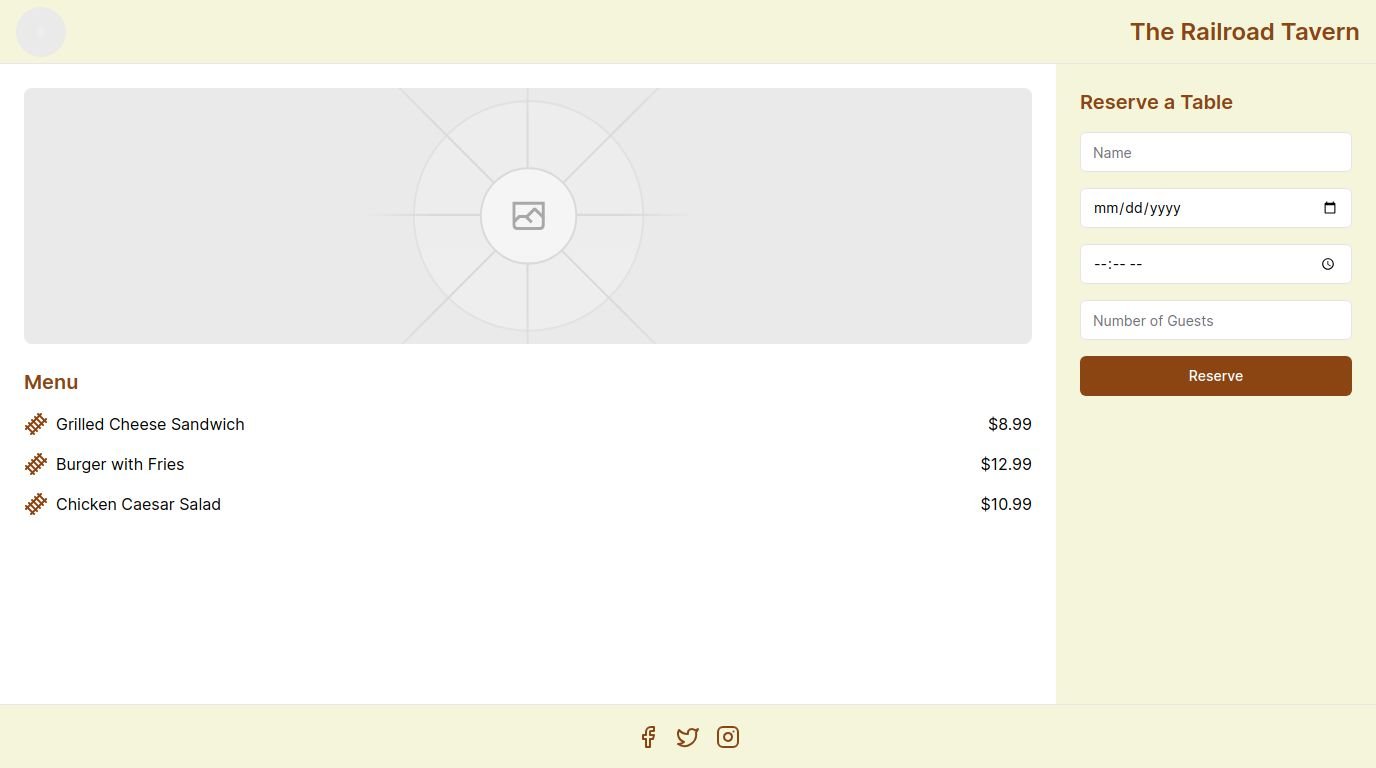 The Railroad Tavern
Reserve a Table
Name
mm/dd/yyyy
--:-- --
Number of Guests
Reserve
Menu
Grilled Cheese Sandwich $8.99
Burger with Fries $12.99
Chicken Caesar Salad $10.99